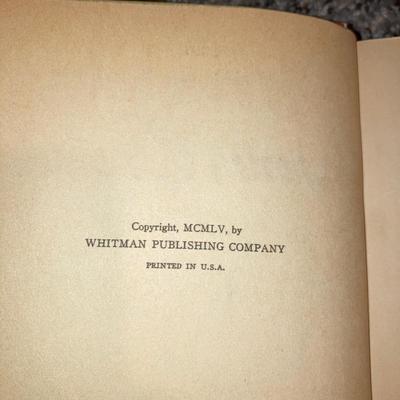 Copyright, MCMLV, by
WHITMAN PUBLISHING COMPANY
PRINTED IN U.S.A.